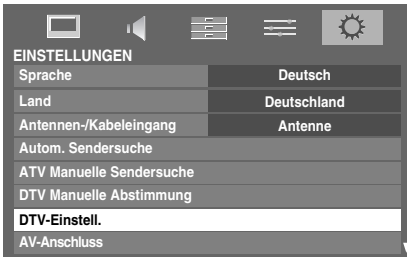 EINSTELLUNGEN
Sprache Deutsch
Land Deutschland
Antennen-/Kabeleingang Antenne
Autom. Sendersuche
ATV Manuelle Sendersuche
DTV Manuelle Abstimmung
DTV-Einstell.
AV-Anschluss